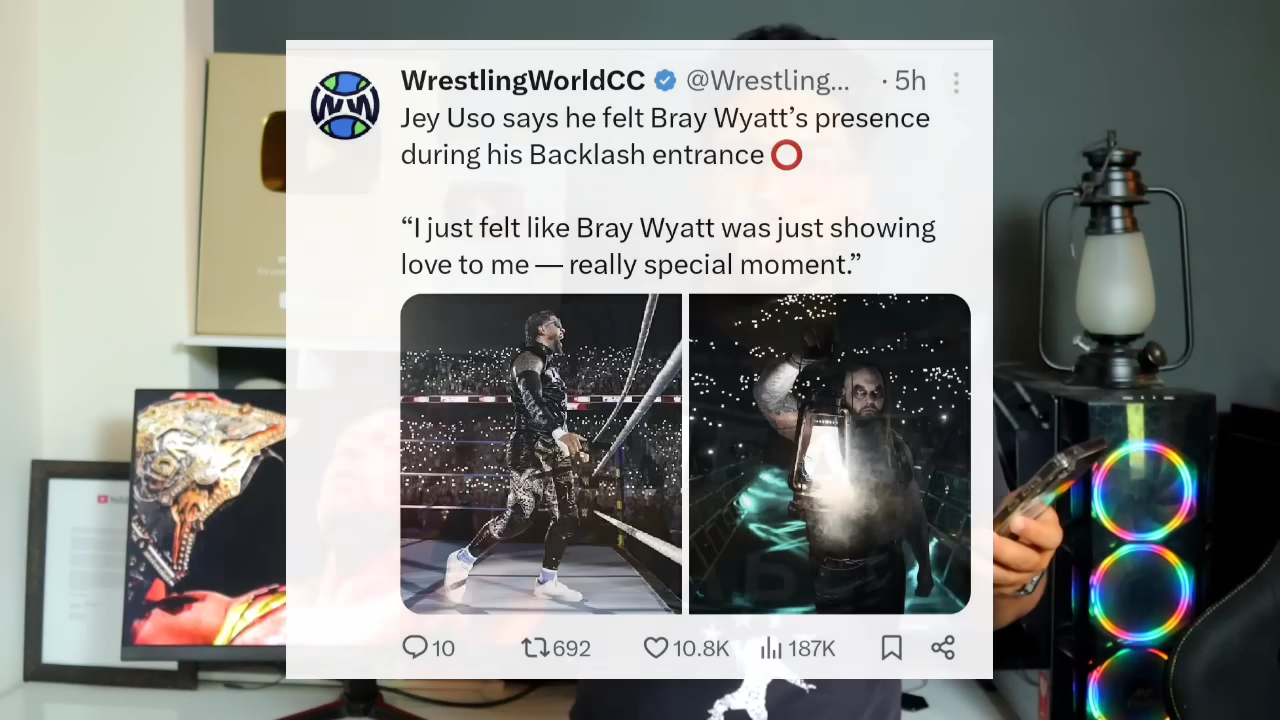 WrestlingWorldCC @Wrestling... · 5h
Jey Uso says he felt Bray Wyatt’s presence
during his Backlash entrance ⭕
“I just felt like Bray Wyatt was just showing
love to me — really special moment.”
10 692 10.8K 187K